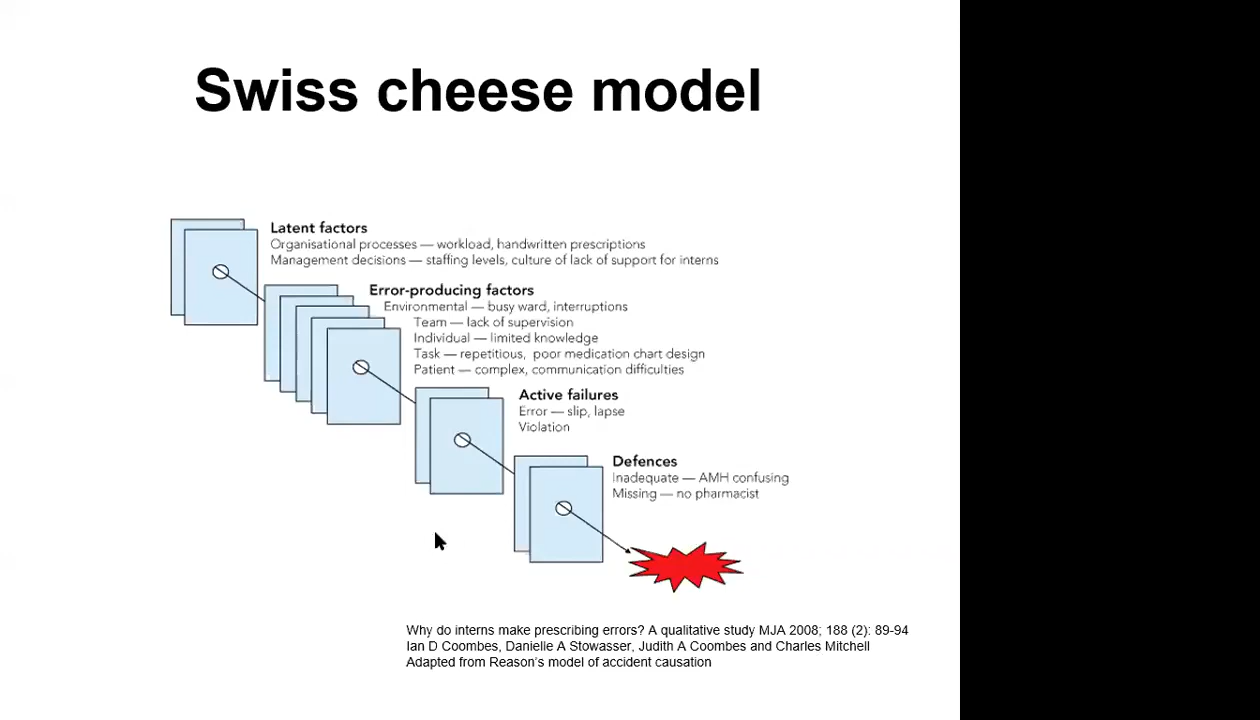 Swiss cheese model
Latent factors
Organisational processes — workload, handwritten prescriptions
Management decisions — staffing levels, culture of lack of support for interns
Error-producing factors
Environmental — busy ward, interruptions
Team — lack of supervision
Individual — limited knowledge
Task — repetitious, poor medication chart design
Patient — complex, communication difficulties
Active failures
Error — slip, lapse
Violation
Defences
Inadequate — AMH confusing
Missing — no pharmacist
Why do interns make prescribing errors? A qualitative study MJA 2008; 188 (2): 89-94
Ian D Coombes, Danielle A Stowasser, Judith A Coombes and Charles Mitchell
Adapted from Reason's model of accident causation